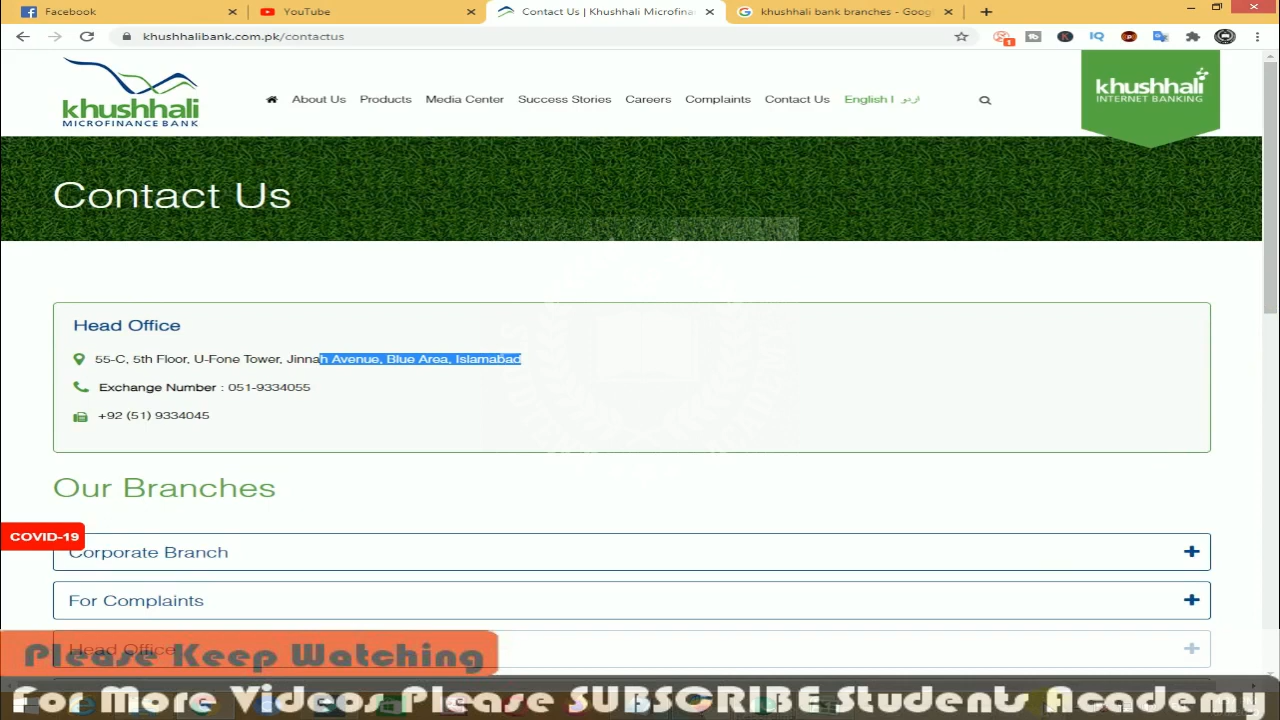 Facebook
YouTube
Contact Us | Khushhali Microfina
khushhali bank branches - Goog
khushhalibank.com.pk/contactus
1
IQ
khushhali
MICROFINANCE BANK
About Us
Products
Media Center
Success Stories
Careers
Complaints
Contact Us
English | اردو
khushhali
INTERNET BANKING
Contact Us
Head Office
55-C, 5th Floor, U-Fone Tower, Jinnah Avenue, Blue Area, Islamabad
Exchange Number : 051-9334055
+92 (51) 9334045
Our Branches
COVID-19
Corporate Branch
For Complaints
Head Office
Please Keep Watching
For More Videos Please SUBSCRIBE Students Academy